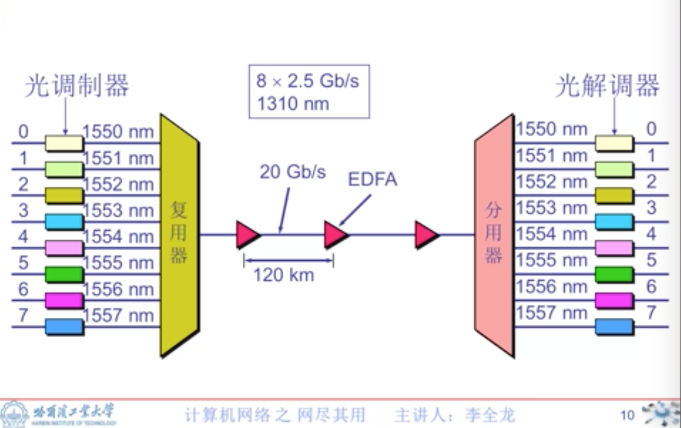 光调制器
8 × 2.5 Gb/s
1310 nm
光解调器
0 1550 nm
1 1551 nm
2 1552 nm
3 1553 nm
4 1554 nm
5 1555 nm
6 1556 nm
7 1557 nm
复用器
20 Gb/s
EDFA
120 km
分用器
1550 nm 0
1551 nm 1
1552 nm 2
1553 nm 3
1554 nm 4
1555 nm 5
1556 nm 6
1557 nm 7
哈爾濱工業大學
HARBIN INSTITUTE OF TECHNOLOGY
计算机网络之 网尽其用 主讲人：李全龙
10